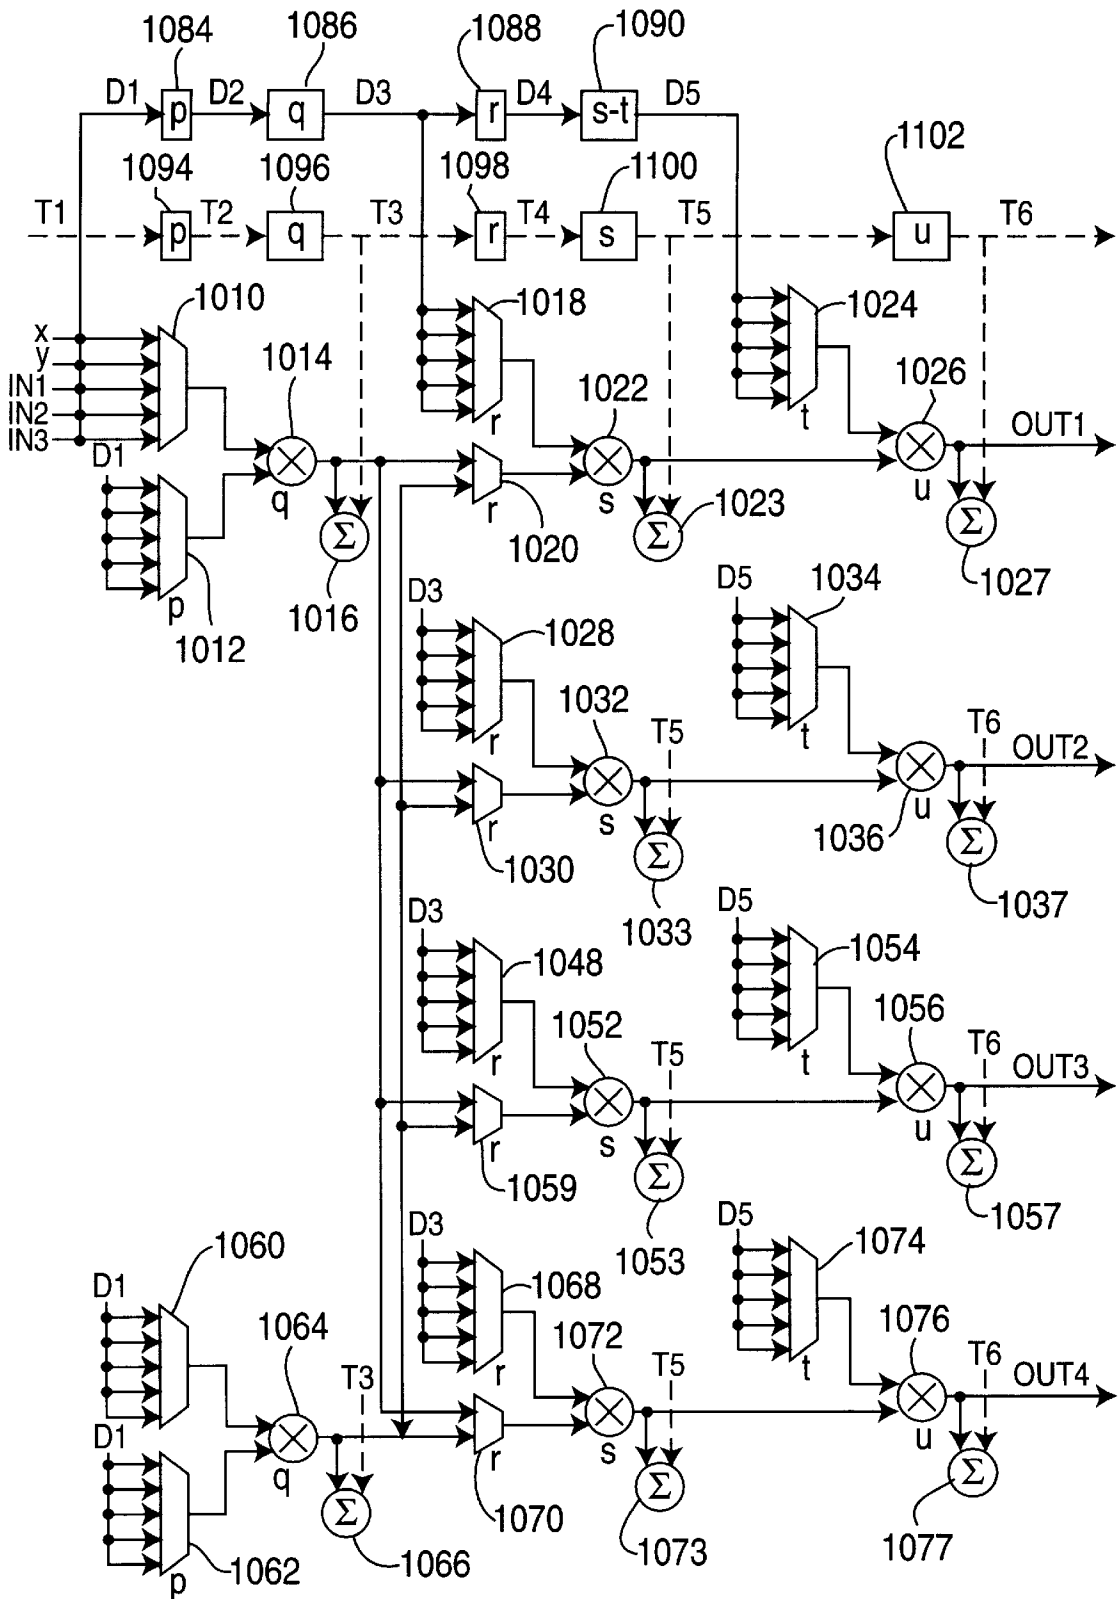 1084 1086 1088 1090
D1 p D2 q D3 r D4 s-t D5
1094 1096 1098 1100 1102
T1 p T2 q T3 r T4 s T5 u T6
1010 1018 1024
x
y
IN1
IN2
IN3
1014 1022 1026
r t
OUT1
D1
q r s u
Σ Σ Σ
1020 1023 1027
p
1012 1016
D3 D5
1028 1034
1032 r T5 t T6 OUT2
r s u
1030 Σ 1036 Σ
1033 1037
D3 D5
1048 1054
1052 r T5 1056 t T6 OUT3
r s u
1059 Σ Σ
1053 1057
D3 D5
1060 1068 1074
D1
1064 1072 r T5 1076 t T6 OUT4
T3
D1
q r s u
1070 Σ Σ
Σ 1073 1077
p 1062 1066